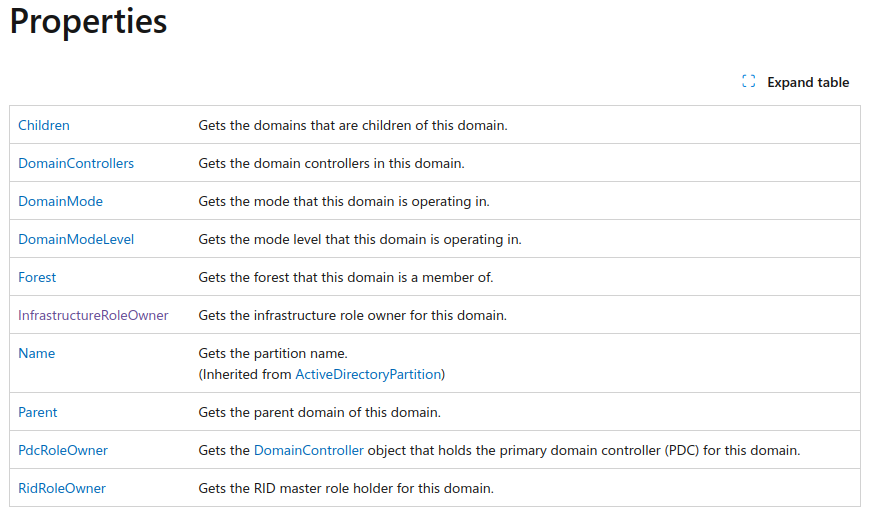 Properties
Expand table
Children Gets the domains that are children of this domain.
DomainControllers Gets the domain controllers in this domain.
DomainMode Gets the mode that this domain is operating in.
DomainModeLevel Gets the mode level that this domain is operating in.
Forest Gets the forest that this domain is a member of.
InfrastructureRoleOwner Gets the infrastructure role owner for this domain.
Name Gets the partition name.
(Inherited from ActiveDirectoryPartition)
Parent Gets the parent domain of this domain.
PdcRoleOwner Gets the DomainController object that holds the primary domain controller (PDC) for this domain.
RidRoleOwner Gets the RID master role holder for this domain.